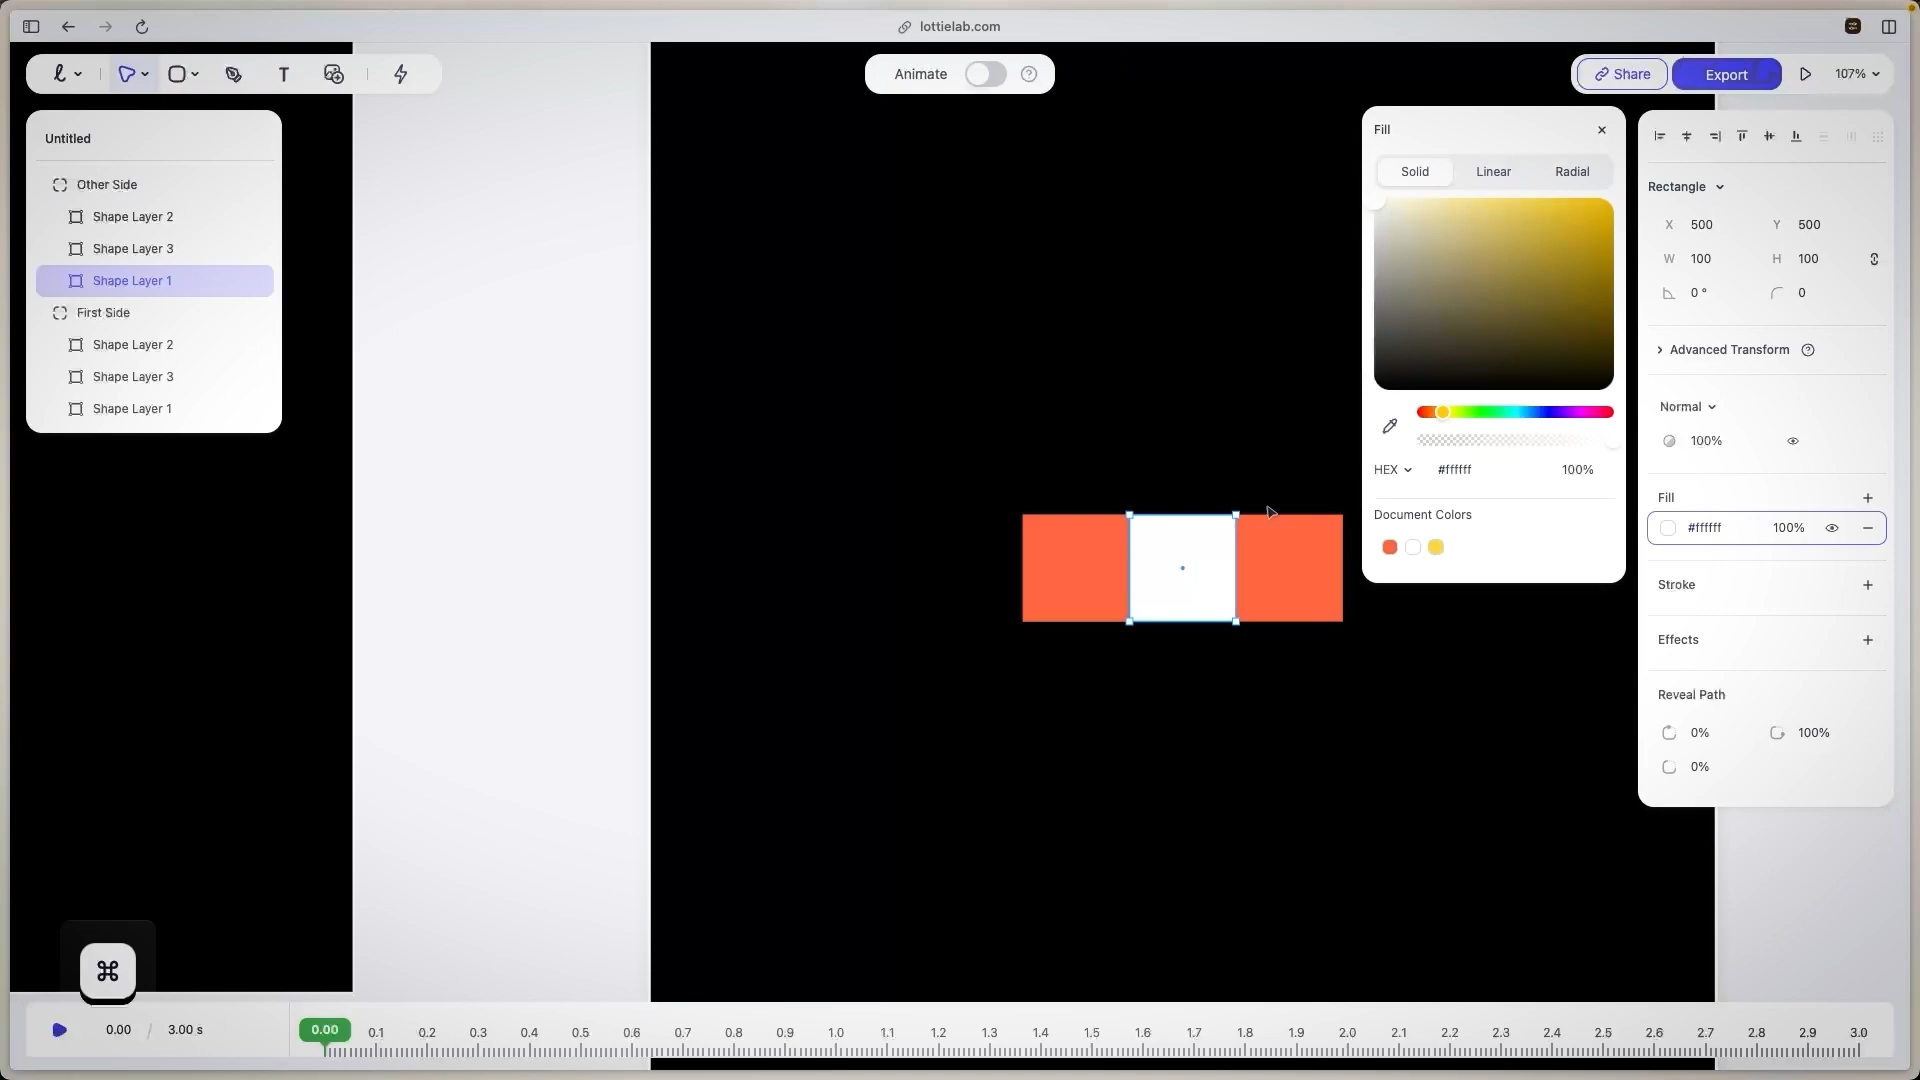 lottielab.com
T
Animate
Share
Export
107%
Untitled
Other Side
Shape Layer 2
Shape Layer 3
Shape Layer 1
First Side
Shape Layer 2
Shape Layer 3
Shape Layer 1
Fill
Solid
Linear
Radial
HEX
#ffffff
100%
Document Colors
Rectangle
X 500
Y 500
W 100
H 100
0 °
0
Advanced Transform
Normal
100%
Fill
#ffffff
100%
Stroke
Effects
Reveal Path
0%
100%
0%
⌘
0.00 / 3.00 s
0.00 0.1 0.2 0.3 0.4 0.5 0.6 0.7 0.8 0.9 1.0 1.1 1.2 1.3 1.4 1.5 1.6 1.7 1.8 1.9 2.0 2.1 2.2 2.3 2.4 2.5 2.6 2.7 2.8 2.9 3.0